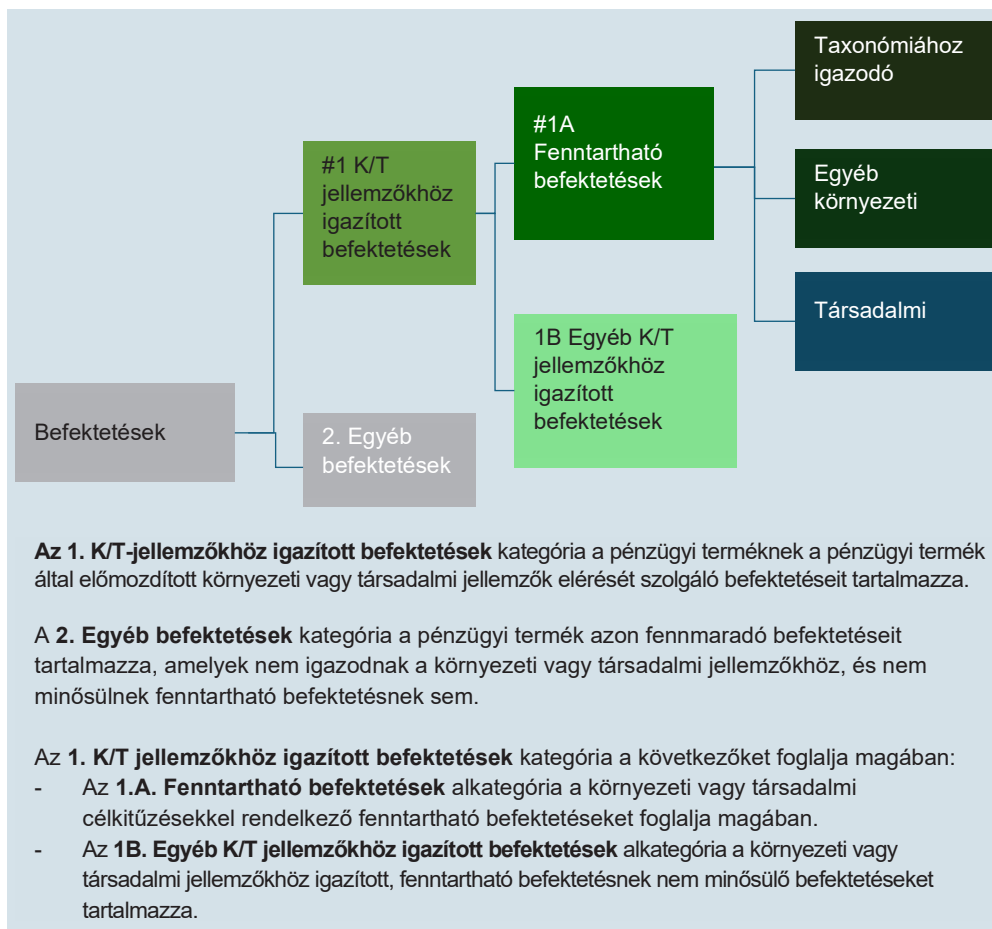 Taxonómiához
igazodó
#1A
Fenntartható
befektetések
#1 K/T
jellemzőkhöz
igazított
befektetések
Egyéb
környezeti
Társadalmi
1B Egyéb K/T
jellemzőkhöz
igazított
befektetések
Befektetések
2. Egyéb
befektetések
Az 1. K/T-jellemzőkhöz igazított befektetések kategória a pénzügyi terméknek a pénzügyi termék
által előmozdított környezeti vagy társadalmi jellemzők elérését szolgáló befektetéseit tartalmazza.
A 2. Egyéb befektetések kategória a pénzügyi termék azon fennmaradó befektetéseit
tartalmazza, amelyek nem igazodnak a környezeti vagy társadalmi jellemzőkhöz, és nem
minősülnek fenntartható befektetésnek sem.
Az 1. K/T jellemzőkhöz igazított befektetések kategória a következőket foglalja magában:
- Az 1.A. Fenntartható befektetések alkategória a környezeti vagy társadalmi
célkitűzésekkel rendelkező fenntartható befektetéseket foglalja magában.
- Az 1B. Egyéb K/T jellemzőkhöz igazított befektetések alkategória a környezeti vagy
társadalmi jellemzőkhöz igazított, fenntartható befektetésnek nem minősülő befektetéseket
tartalmazza.